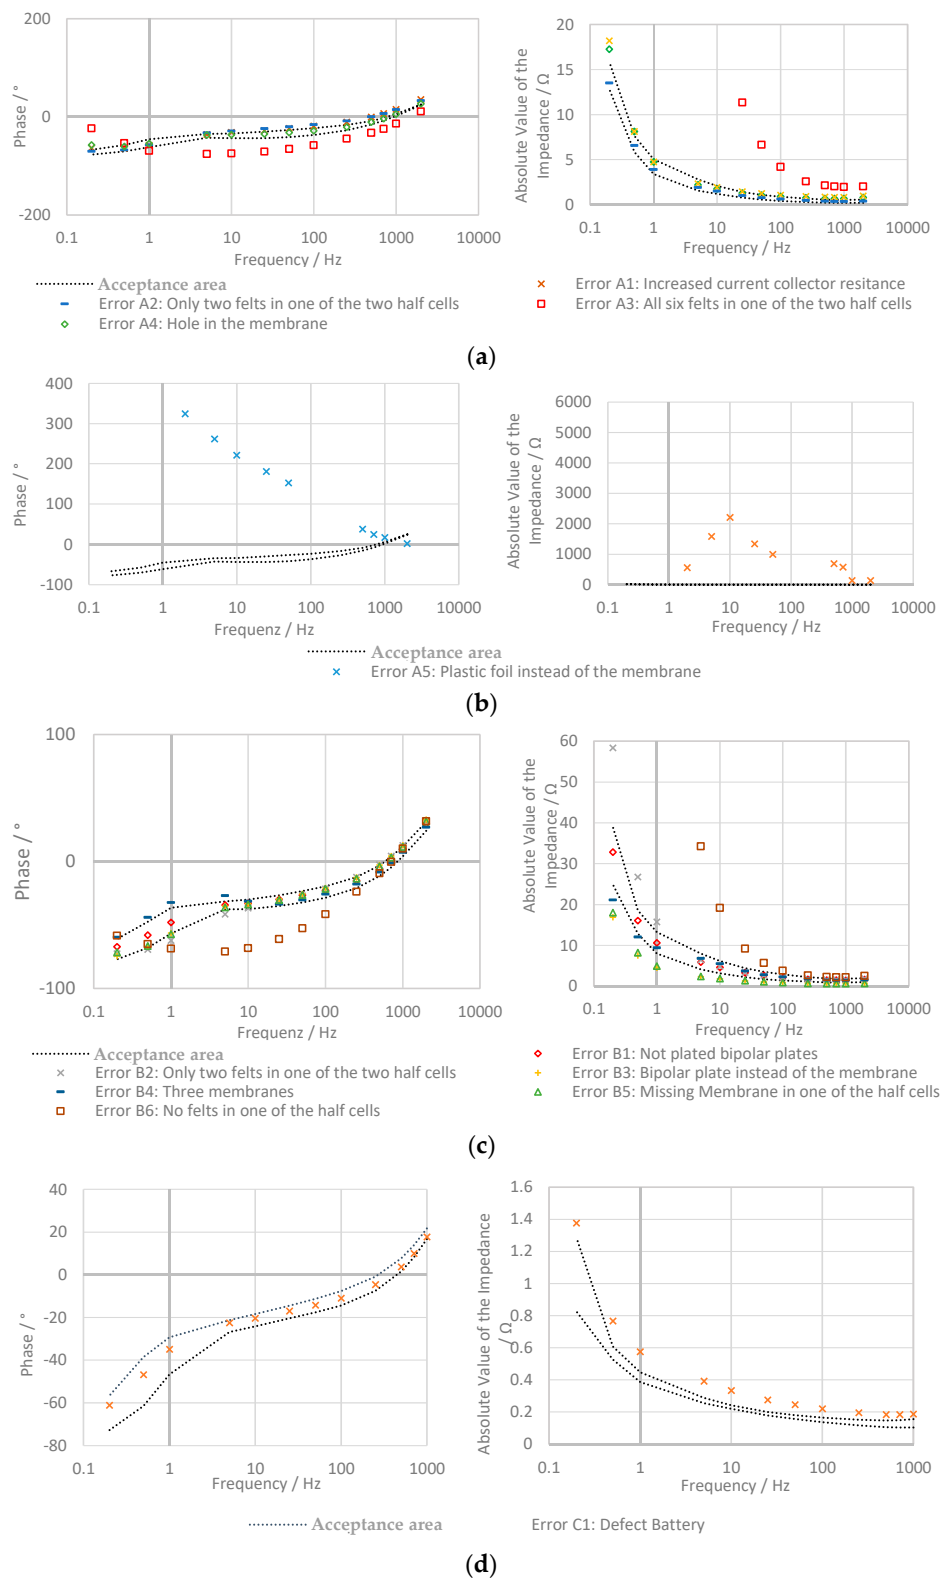 200
0
-200
0.1 1 10 100 1000 10000
Phase / °
Frequency / Hz
20
15
10
5
0
0.1 1 10 100 1000 10000
Absolute Value of the
Impedance / Ω
Frequency / Hz
Acceptance area
Error A2: Only two felts in one of the two half cells
Error A4: Hole in the membrane
Error A1: Increased current collector resitance
Error A3: All six felts in one of the two half cells
(a)
400
300
200
100
0
-100
0.1 1 10 100 1000 10000
Phase / °
Frequenz / Hz
6000
5000
4000
3000
2000
1000
0
0.1 1 10 100 1000 10000
Absolute Value of the
Impedance / Ω
Frequency / Hz
Acceptance area
Error A5: Plastic foil instead of the membrane
(b)
100
0
-100
0.1 1 10 100 1000 10000
Phase / °
Frequenz / Hz
60
50
40
30
20
10
0
0.1 1 10 100 1000 10000
Absolute Value of the
Impedance / Ω
Frequency / Hz
Acceptance area
Error B2: Only two felts in one of the two half cells
Error B4: Three membranes
Error B6: No felts in one of the half cells
Error B1: Not plated bipolar plates
Error B3: Bipolar plate instead of the membrane
Error B5: Missing Membrane in one of the half cells
(c)
40
20
0
-20
-40
-60
-80
0.1 1 10 100 1000
Phase / °
Frequency / Hz
1.6
1.4
1.2
1
0.8
0.6
0.4
0.2
0
0.1 1 10 100 1000
Absolute Value of the Impedance
/ Ω
Frequency / Hz
Acceptance area
Error C1: Defect Battery
(d)